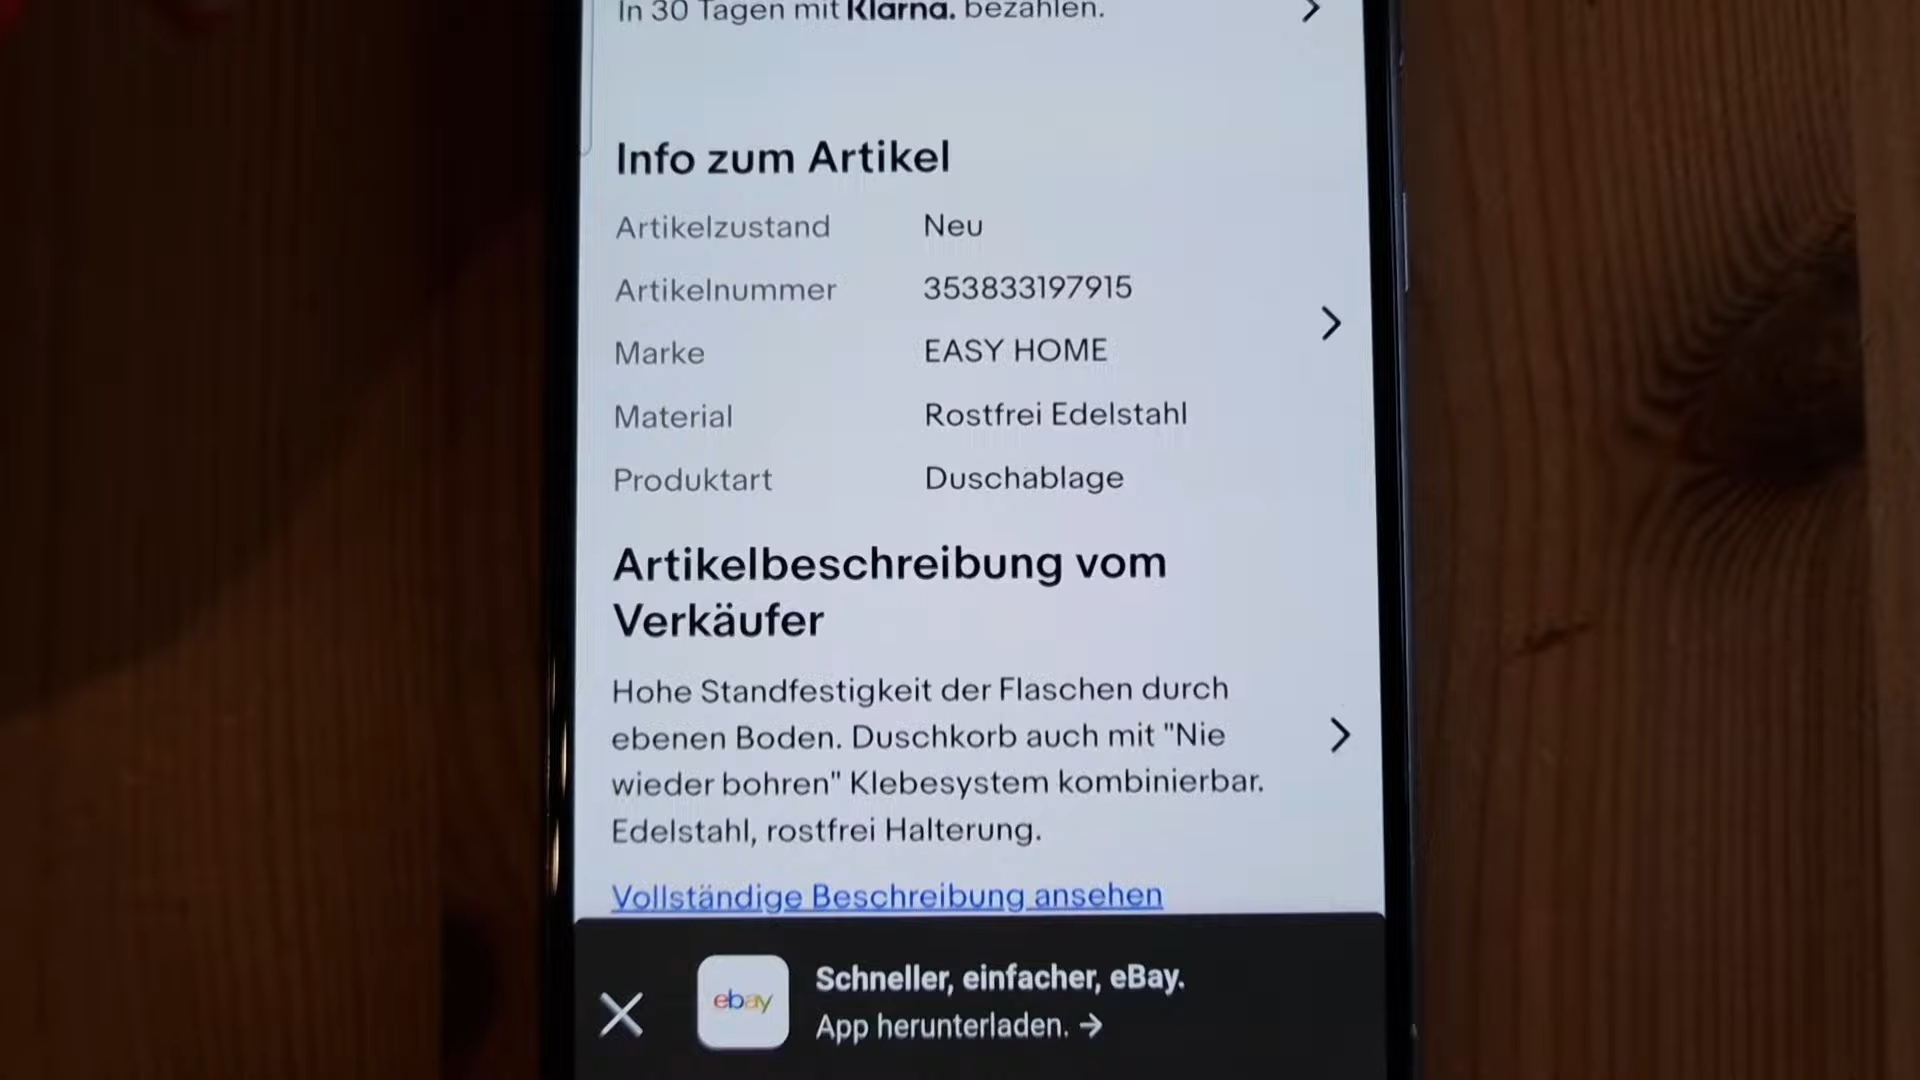 In 30 Tagen mit Klarna. bezahlen.
Info zum Artikel
Artikelzustand Neu
Artikelnummer 353833197915
Marke EASY HOME
Material Rostfrei Edelstahl
Produktart Duschablage
Artikelbeschreibung vom
Verkäufer
Hohe Standfestigkeit der Flaschen durch
ebenen Boden. Duschkorb auch mit "Nie
wieder bohren" Klebesystem kombinierbar.
Edelstahl, rostfrei Halterung.
Vollständige Beschreibung ansehen
ebay
Schneller, einfacher, eBay.
App herunterladen. →